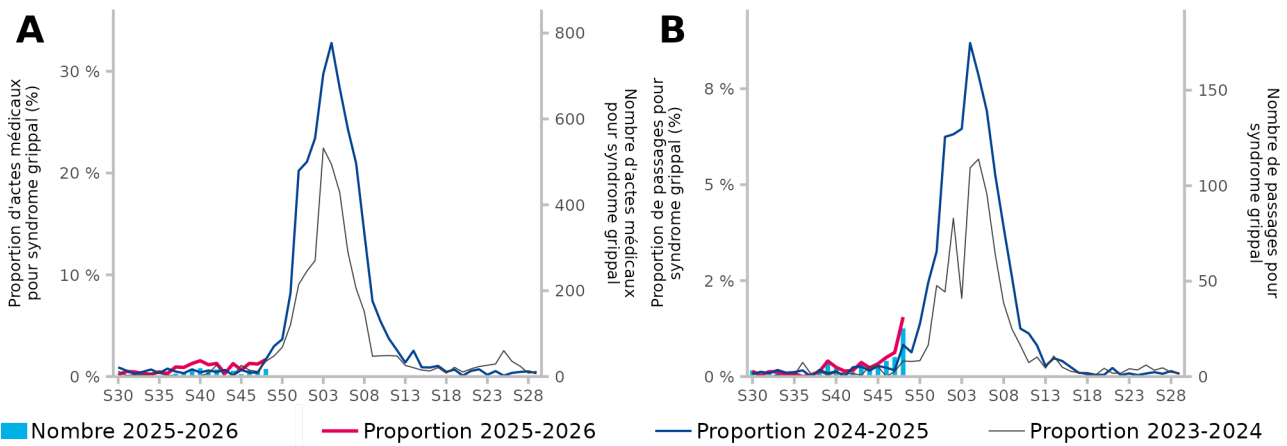 A
Proportion d'actes médicaux
pour syndrome grippal (%)
30 %
20 %
10 %
0 %
800
600
400
200
0
Nombre d'actes médicaux
pour syndrome grippal
S30 S35 S40 S45 S50 S03 S08 S13 S18 S23 S28
B
Proportion de passages pour
syndrome grippal (%)
8 %
5 %
2 %
0 %
150
100
50
0
Nombre de passages pour
syndrome grippal
S30 S35 S40 S45 S50 S03 S08 S13 S18 S23 S28
Nombre 2025-2026 Proportion 2025-2026 Proportion 2024-2025 Proportion 2023-2024